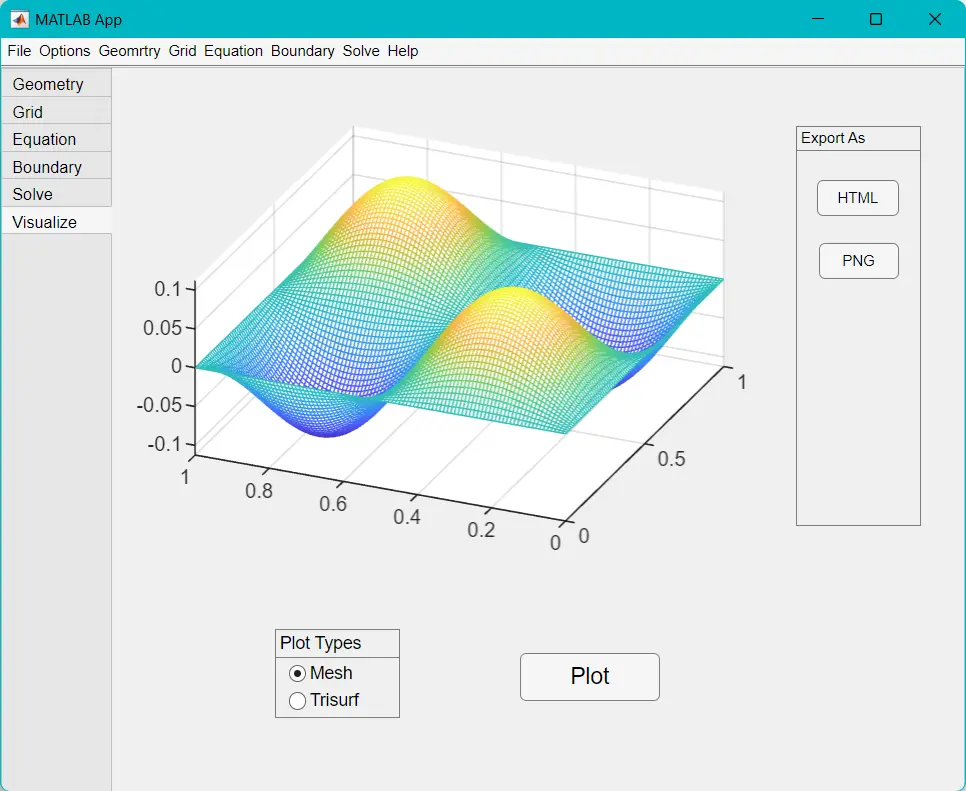 MATLAB App
File Options Geomrtry Grid Equation Boundary Solve Help
Geometry
Grid
Equation
Boundary
Solve
Visualize
0.1
0.05
0
-0.05
-0.1
1
0.8
0.6
0.4
0.2
0
0
0.5
1
Export As
HTML
PNG
Plot Types
Mesh
Trisurf
Plot